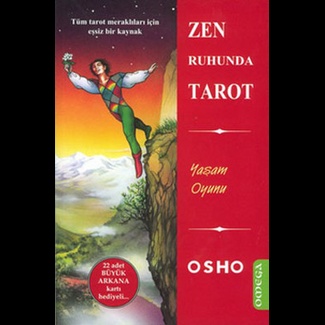 Tüm tarot meraklıları için
eşsiz bir kaynak
ZEN
RUHUNDA
TAROT
Yaşam
Oyunu
22 adet
BÜYÜK
ARKANA
kartı
hediyeli...
OSHO
OMEGA